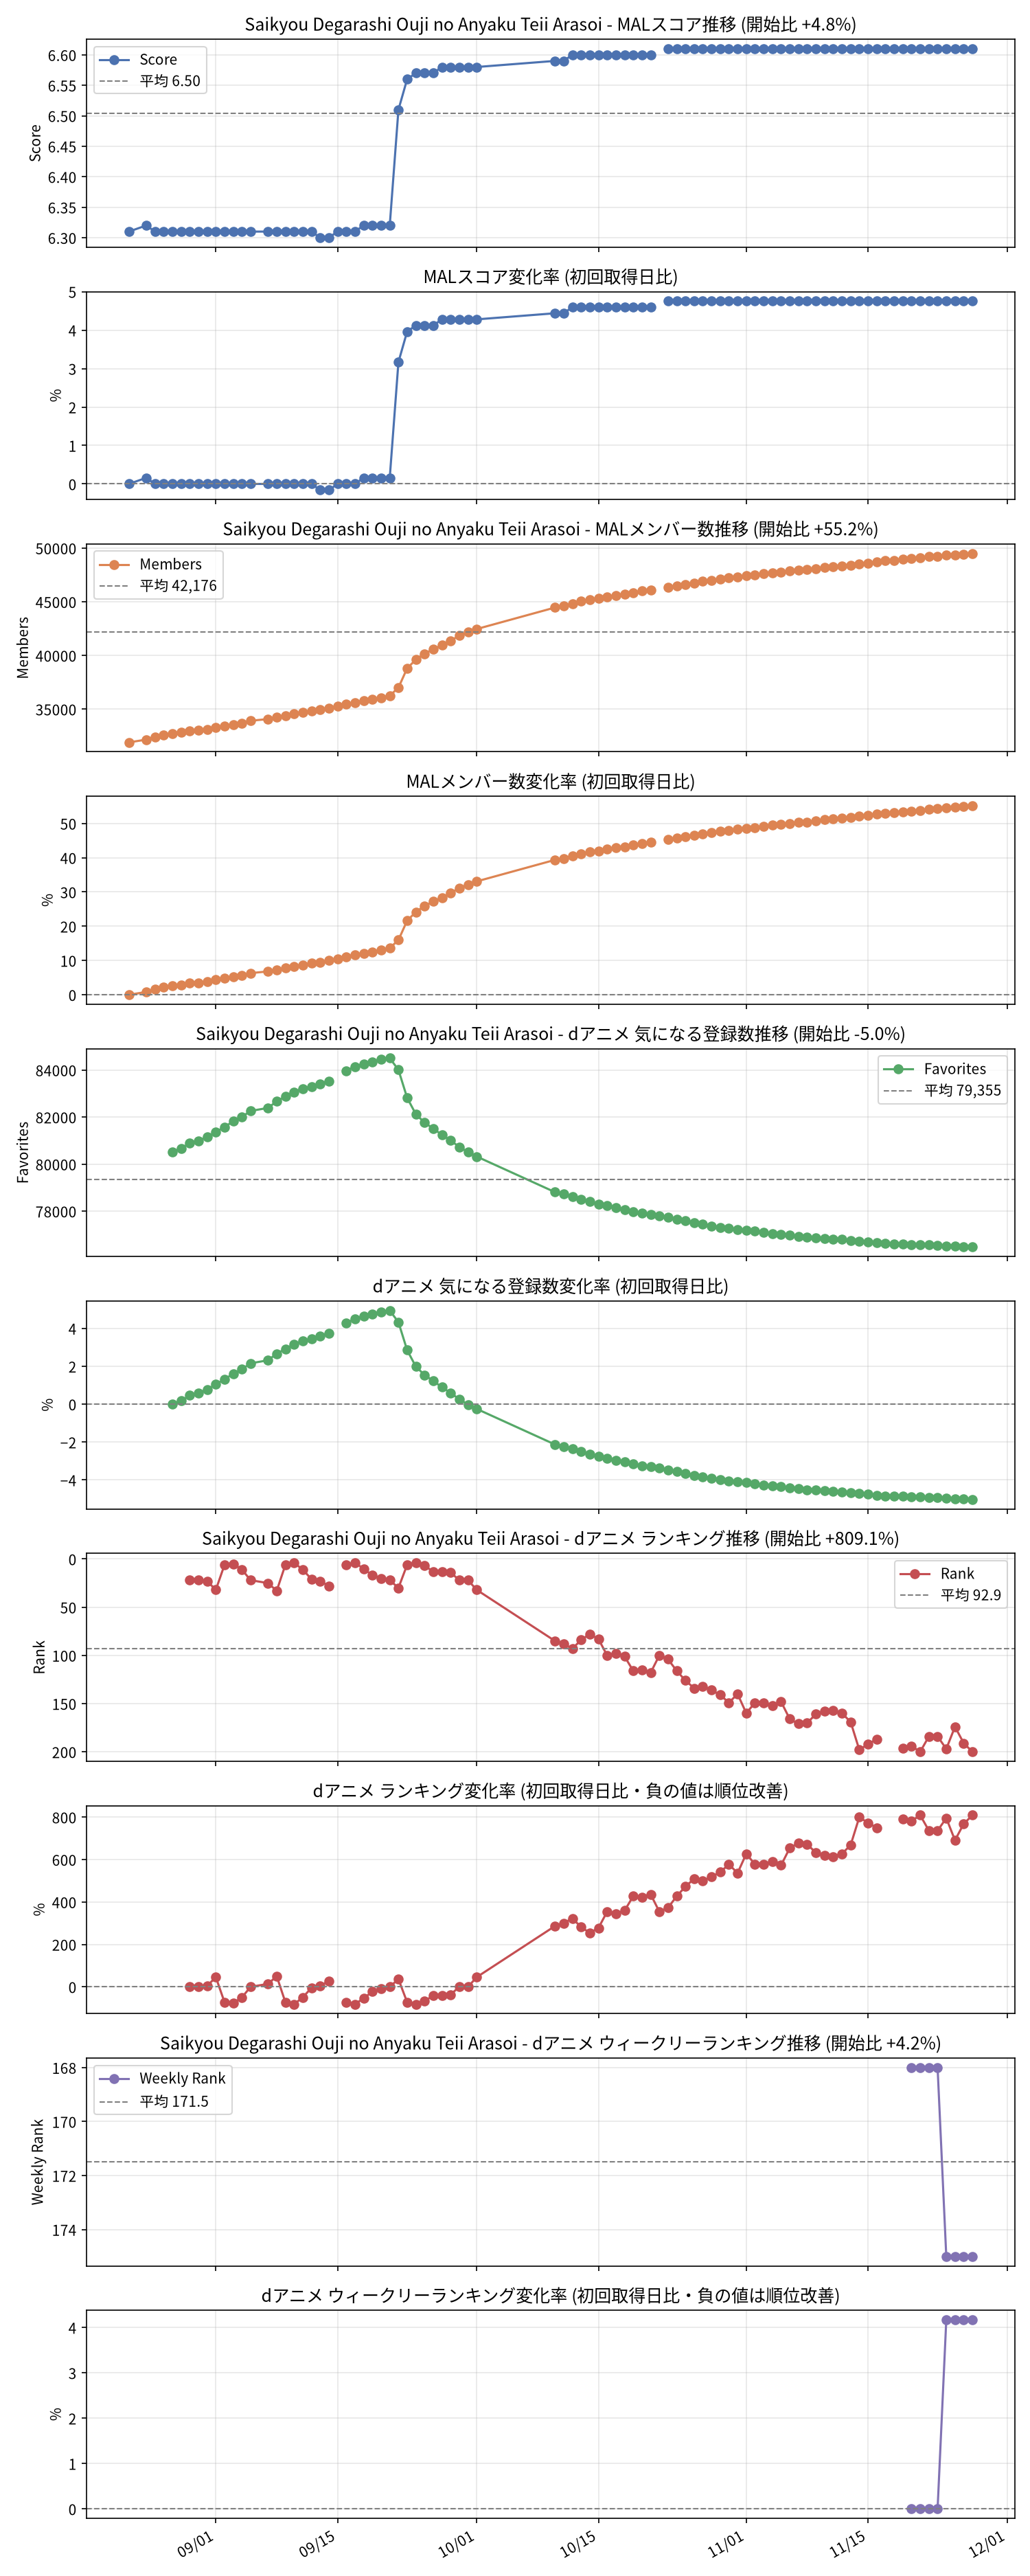 Saikyou Degarashi Ouji no Anyaku Teii Arasoi - MALスコア推移 (開始比 +4.8%)
Score
6.60
6.55
6.50
6.45
6.40
6.35
6.30
Score
平均 6.50
MALスコア変化率 (初回取得日比)
%
5
4
3
2
1
0
Saikyou Degarashi Ouji no Anyaku Teii Arasoi - MALメンバー数推移 (開始比 +55.2%)
Members
50000
45000
40000
35000
Members
平均 42,176
MALメンバー数変化率 (初回取得日比)
%
50
40
30
20
10
0
Saikyou Degarashi Ouji no Anyaku Teii Arasoi - dアニメ 気になる登録数推移 (開始比 -5.0%)
Favorites
84000
82000
80000
78000
Favorites
平均 79,355
dアニメ 気になる登録数変化率 (初回取得日比)
%
4
2
0
−2
−4
Saikyou Degarashi Ouji no Anyaku Teii Arasoi - dアニメ ランキング推移 (開始比 +809.1%)
Rank
0
50
100
150
200
Rank
平均 92.9
dアニメ ランキング変化率 (初回取得日比・負の値は順位改善)
%
800
600
400
200
0
Saikyou Degarashi Ouji no Anyaku Teii Arasoi - dアニメ ウィークリーランキング推移 (開始比 +4.2%)
Weekly Rank
168
170
172
174
Weekly Rank
平均 171.5
dアニメ ウィークリーランキング変化率 (初回取得日比・負の値は順位改善)
%
4
3
2
1
0
09/01
09/15
10/01
10/15
11/01
11/15
12/01